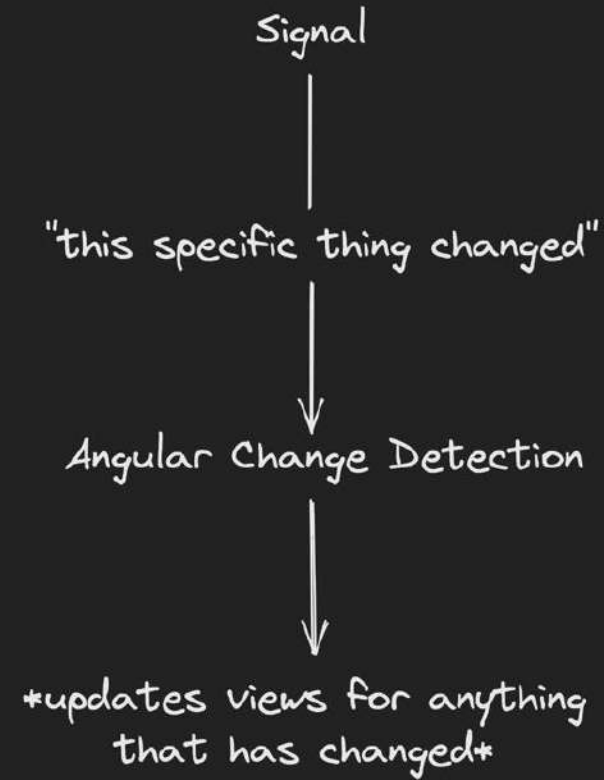 Signal
"this specific thing changed"
Angular Change Detection
*updates views for anything
that has changed*